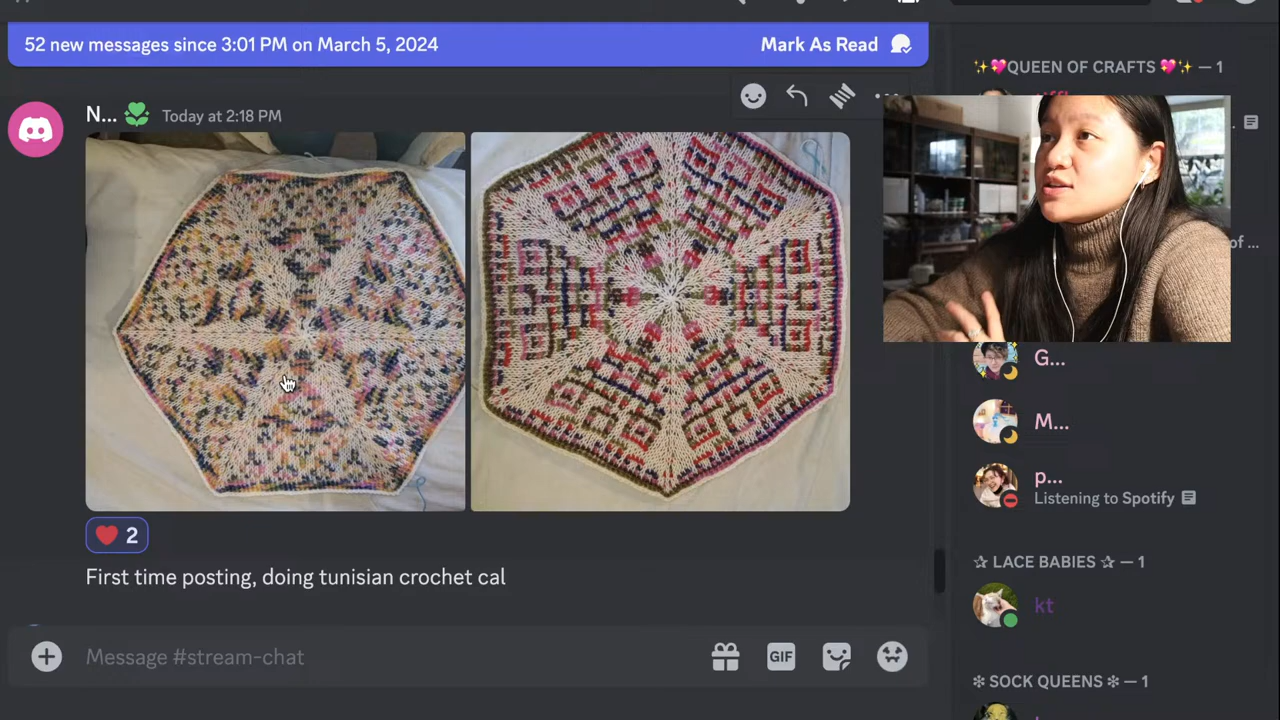 52 new messages since 3:01 PM on March 5, 2024
Mark As Read
N... Today at 2:18 PM
2
First time posting, doing tunisian crochet cal
Message #stream-chat
GIF
✨💖QUEEN OF CRAFTS 💖✨ — 1
of ...
G...
M...
p...
Listening to Spotify
✰ LACE BABIES ✰ — 1
kt
❇ SOCK QUEENS ❇ — 1